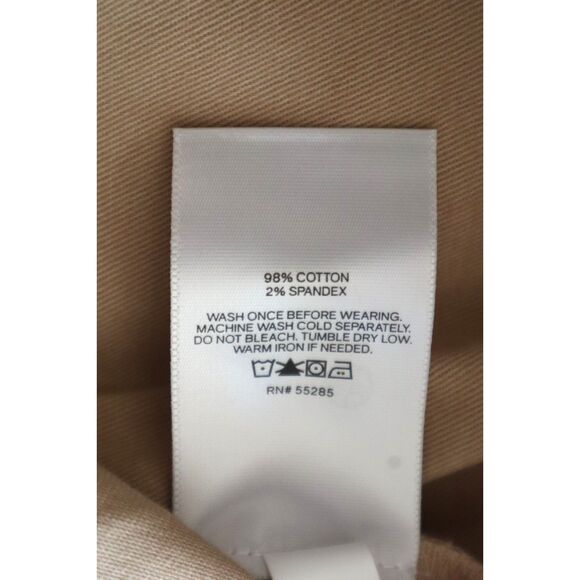 98% COTTON
2% SPANDEX
WASH ONCE BEFORE WEARING.
MACHINE WASH COLD SEPARATELY.
DO NOT BLEACH. TUMBLE DRY LOW.
WARM IRON IF NEEDED.
RN# 55285